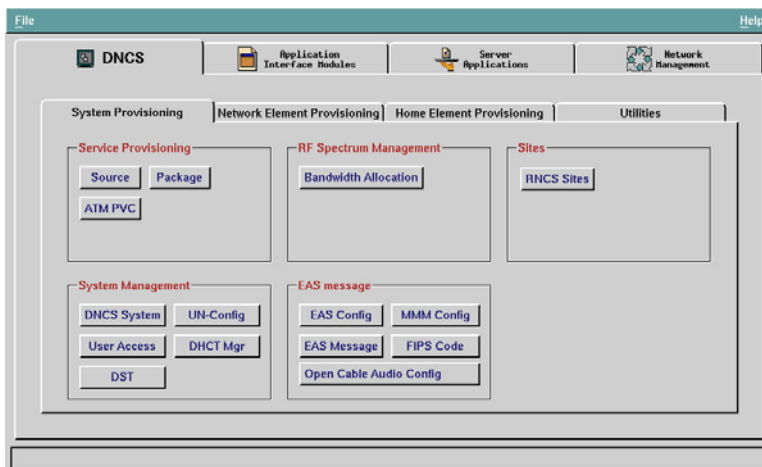 File Help
DNCS
Application
Interface Modules
Server
Applications
Network
Management
System Provisioning
Network Element Provisioning
Home Element Provisioning
Utilities
Service Provisioning
Source
Package
ATM PVC
RF Spectrum Management
Bandwidth Allocation
Sites
RNCS Sites
System Management
DNCS System
UN-Config
User Access
DHCT Mgr
DST
EAS message
EAS Config
MMM Config
EAS Message
FIPS Code
Open Cable Audio Config